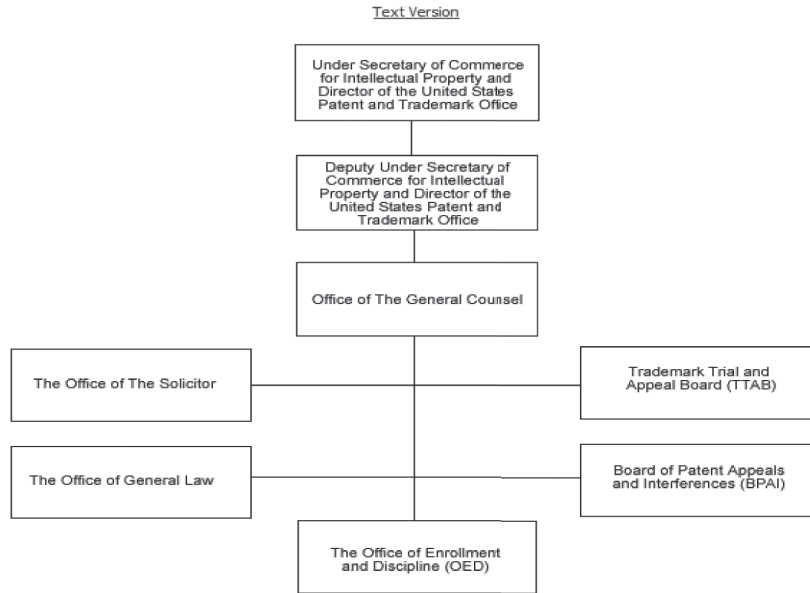 Text Version
Under Secretary of Commerce
for Intellectual Property and
Director of the United States
Patent and Trademark Office
Deputy Under Secretary of
Commerce for Intellectual
Property and Director of the
United States Patent and
Trademark Office
Office of The General Counsel
The Office of The Solicitor
Trademark Trial and
Appeal Board (TTAB)
The Office of General Law
Board of Patent Appeals
and Interferences (BPAI)
The Office of Enrollment
and Discipline (OED)